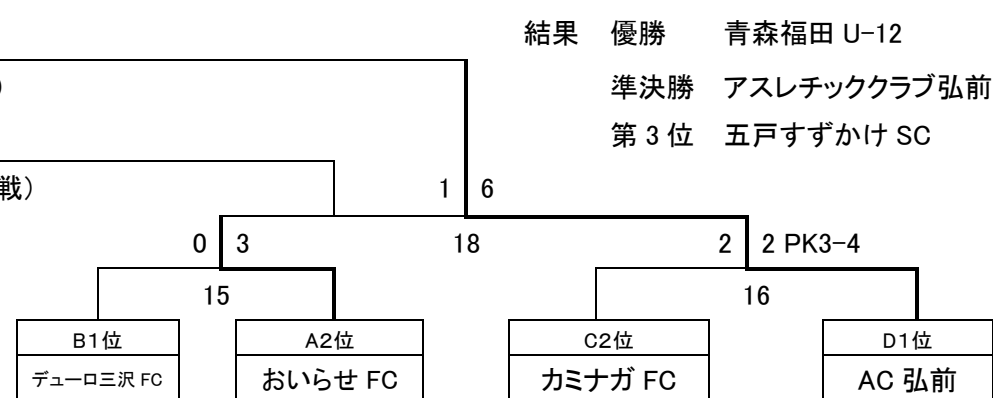 結果 優勝 青森福田 U-12
準決勝 アスレチッククラブ弘前
第 3 位 五戸すずかけ SC
)
戦）
1 6
0 3 18 2 2 PK3-4
15 16
B1位 A2位 C2位 D1位
デューロ三沢 FC おいらせ FC カミナガ FC AC 弘前